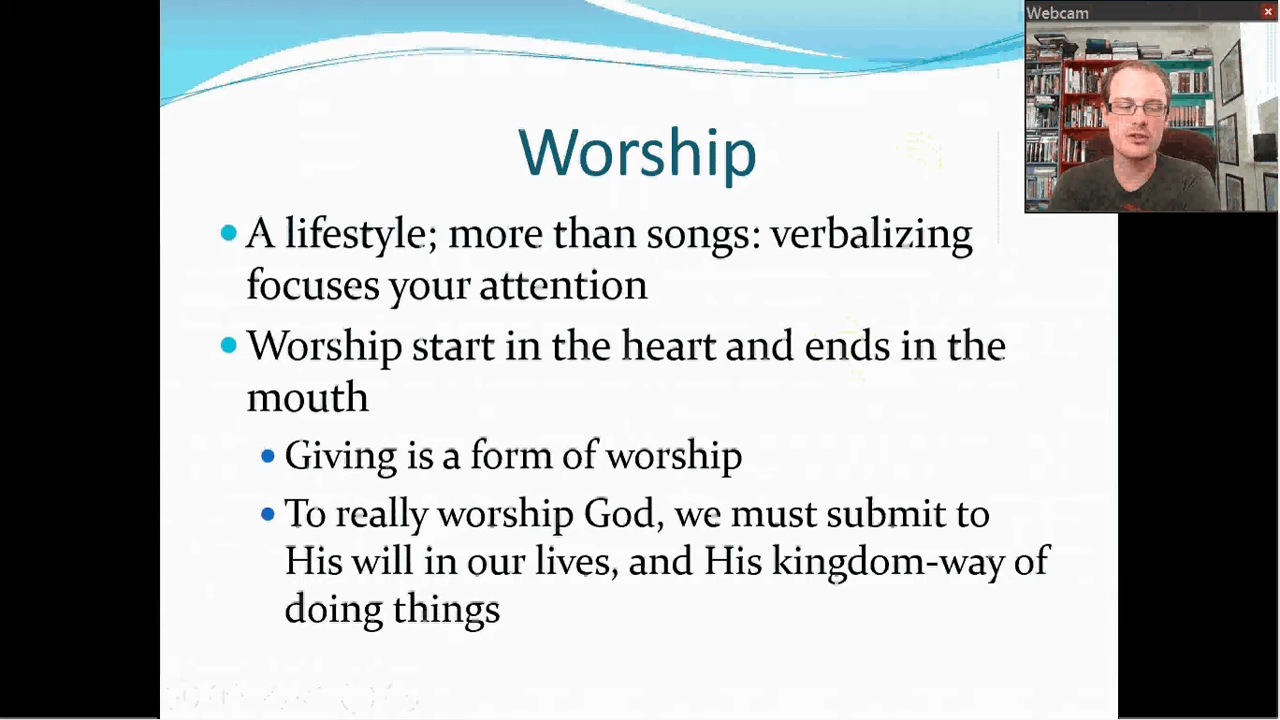 Webcam
Worship
A lifestyle; more than songs: verbalizing
focuses your attention
Worship start in the heart and ends in the
mouth
Giving is a form of worship
To really worship God, we must submit to
His will in our lives, and His kingdom-way of
doing things